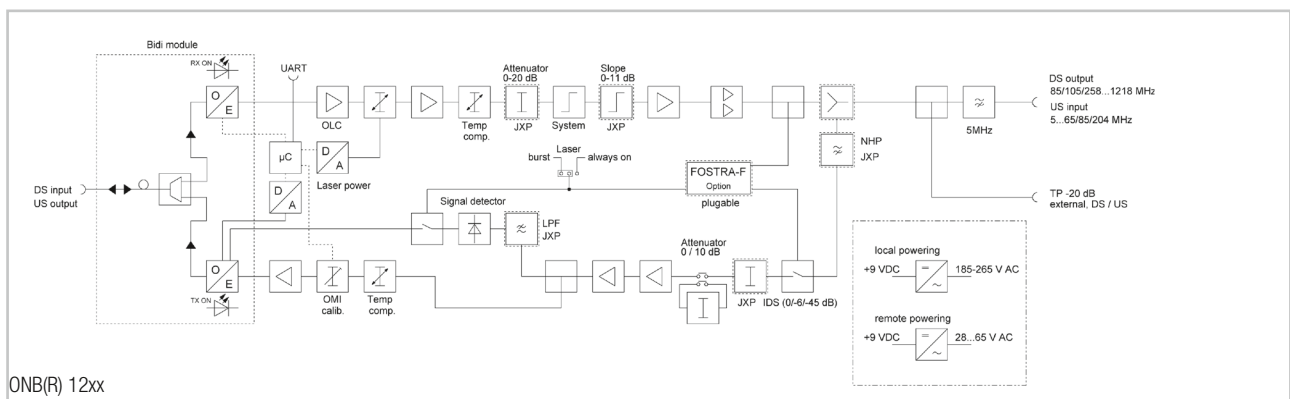 Bidi module
RX ON
O
E
UART
OLC
µC
D
A
Laser power
D
A
Temp
comp.
Attenuator
0-20 dB
JXP
System
Slope
0-11 dB
JXP
Laser
burst
always on
FOSTRA-F
Option
plugable
NHP
JXP
5MHz
DS output
85/105/258...1218 MHz
US input
5...65/85/204 MHz
TP -20 dB
external, DS / US
DS input
US output
Signal detector
LPF
JXP
O
E
TX ON
OMI
calib.
Temp
comp.
Attenuator
0 / 10 dB
JXP
IDS (0/-6/-45 dB)
local powering
+9 VDC
185-265 V AC
remote powering
+9 VDC
28...65 V AC
ONB(R) 12xx